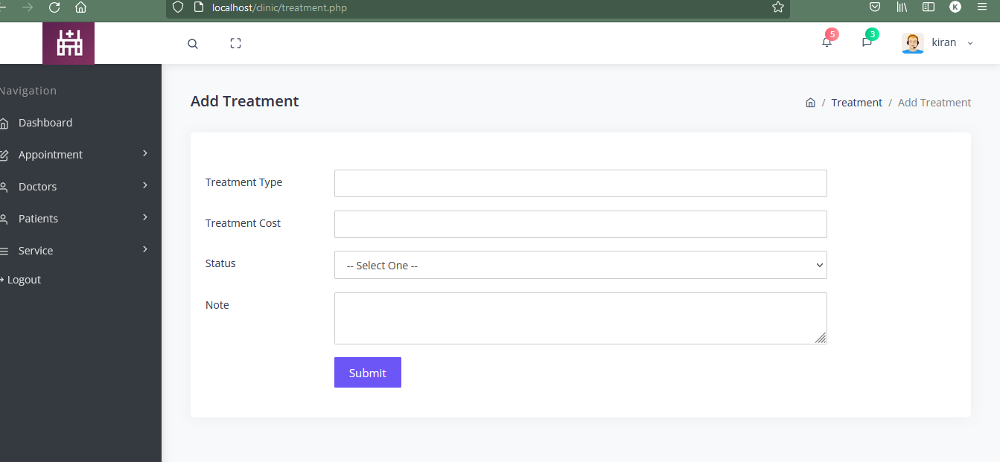 localhost/clinic/treatment.php
K
5
3
kiran
Navigation
Dashboard
Appointment
Doctors
Patients
Service
Logout
Add Treatment
/ Treatment / Add Treatment
Treatment Type
Treatment Cost
Status
-- Select One --
Note
Submit